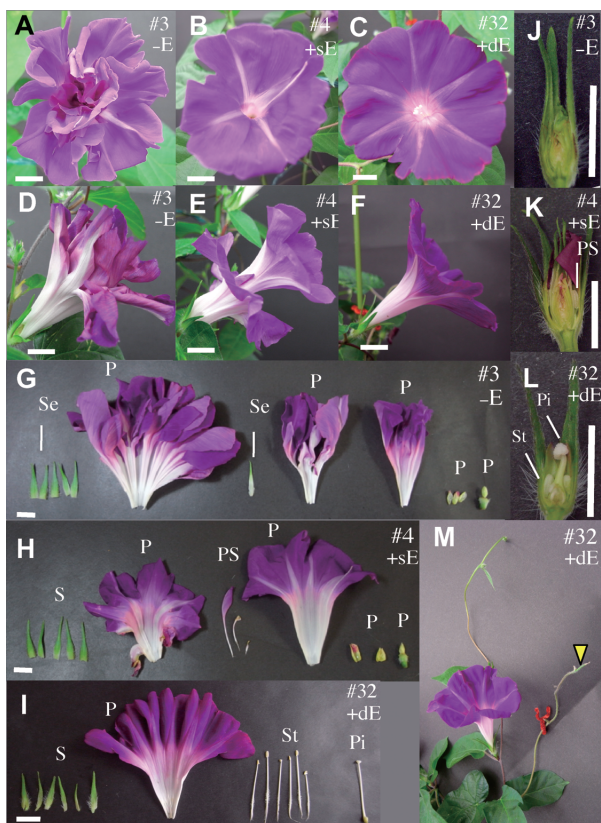 A
#3
–E
B
#4
+sE
C
#32
+dE
J
#3
–E
D
#3
–E
E
#4
+sE
F
#32
+dE
K
#4
+sE
PS
G
P
#3
–E
Se
Se
P
P
P
P
L
#32
+dE
Pi
St
H
P
P
#4
+sE
S
PS
P
P
P
M
#32
+dE
I
P
#32
+dE
S
St
Pi